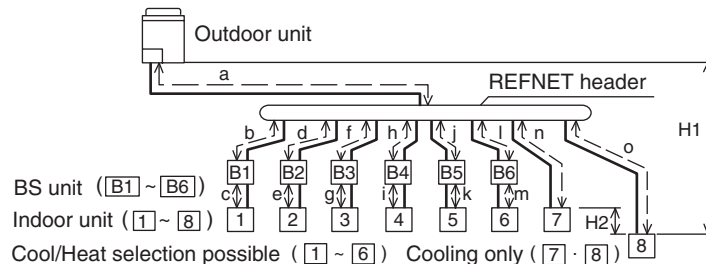 Outdoor unit
a
REFNET header
H1
b d f h j l n o
B1 B2 B3 B4 B5 B6
BS unit (B1 ~ B6)
c e g i k m
Indoor unit (1 ~ 8) 1 2 3 4 5 6 7 H2
8
Cool/Heat selection possible (1 ~ 6) Cooling only (7 · 8)